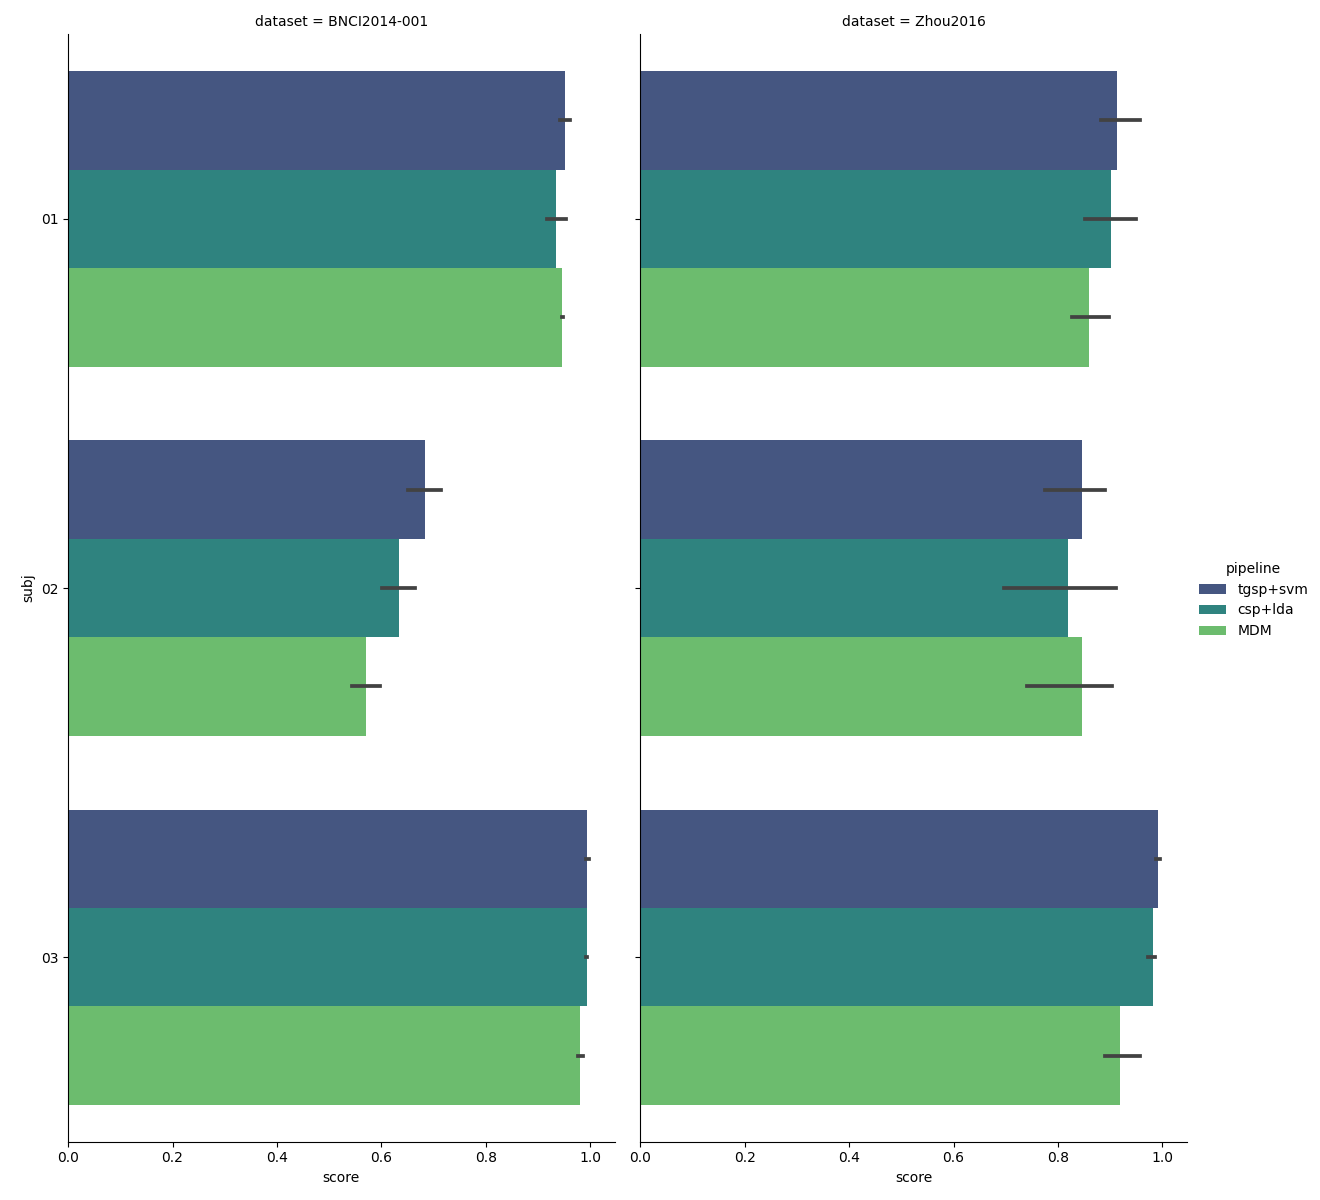 dataset = BNCI2014-001
dataset = Zhou2016
01
02
03
subj
pipeline
tgsp+svm
csp+lda
MDM
0.0 0.2 0.4 0.6 0.8 1.0
0.0 0.2 0.4 0.6 0.8 1.0
score
score